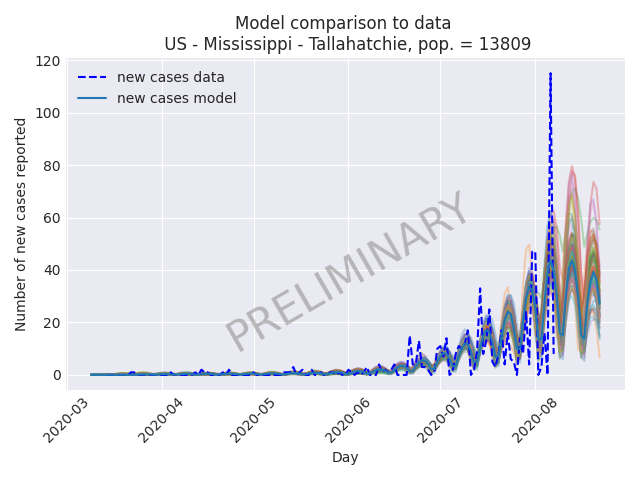 Model comparison to data
US - Mississippi - Tallahatchie, pop. = 13809
120
100
80
60
40
20
0
Number of new cases reported
new cases data
new cases model
PRELIMINARY
2020-03
2020-04
2020-05
2020-06
2020-07
2020-08
Day